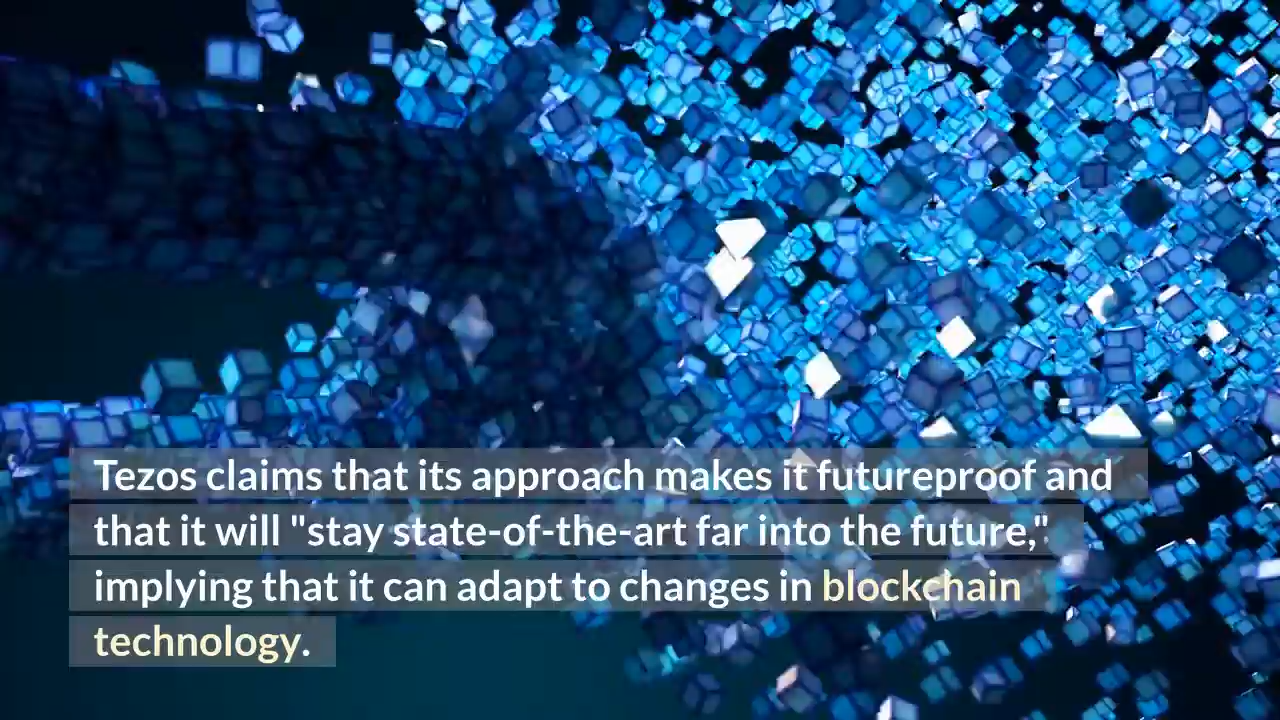 Tezos claims that its approach makes it futureproof and
that it will "stay state-of-the-art far into the future,"
implying that it can adapt to changes in blockchain
technology.